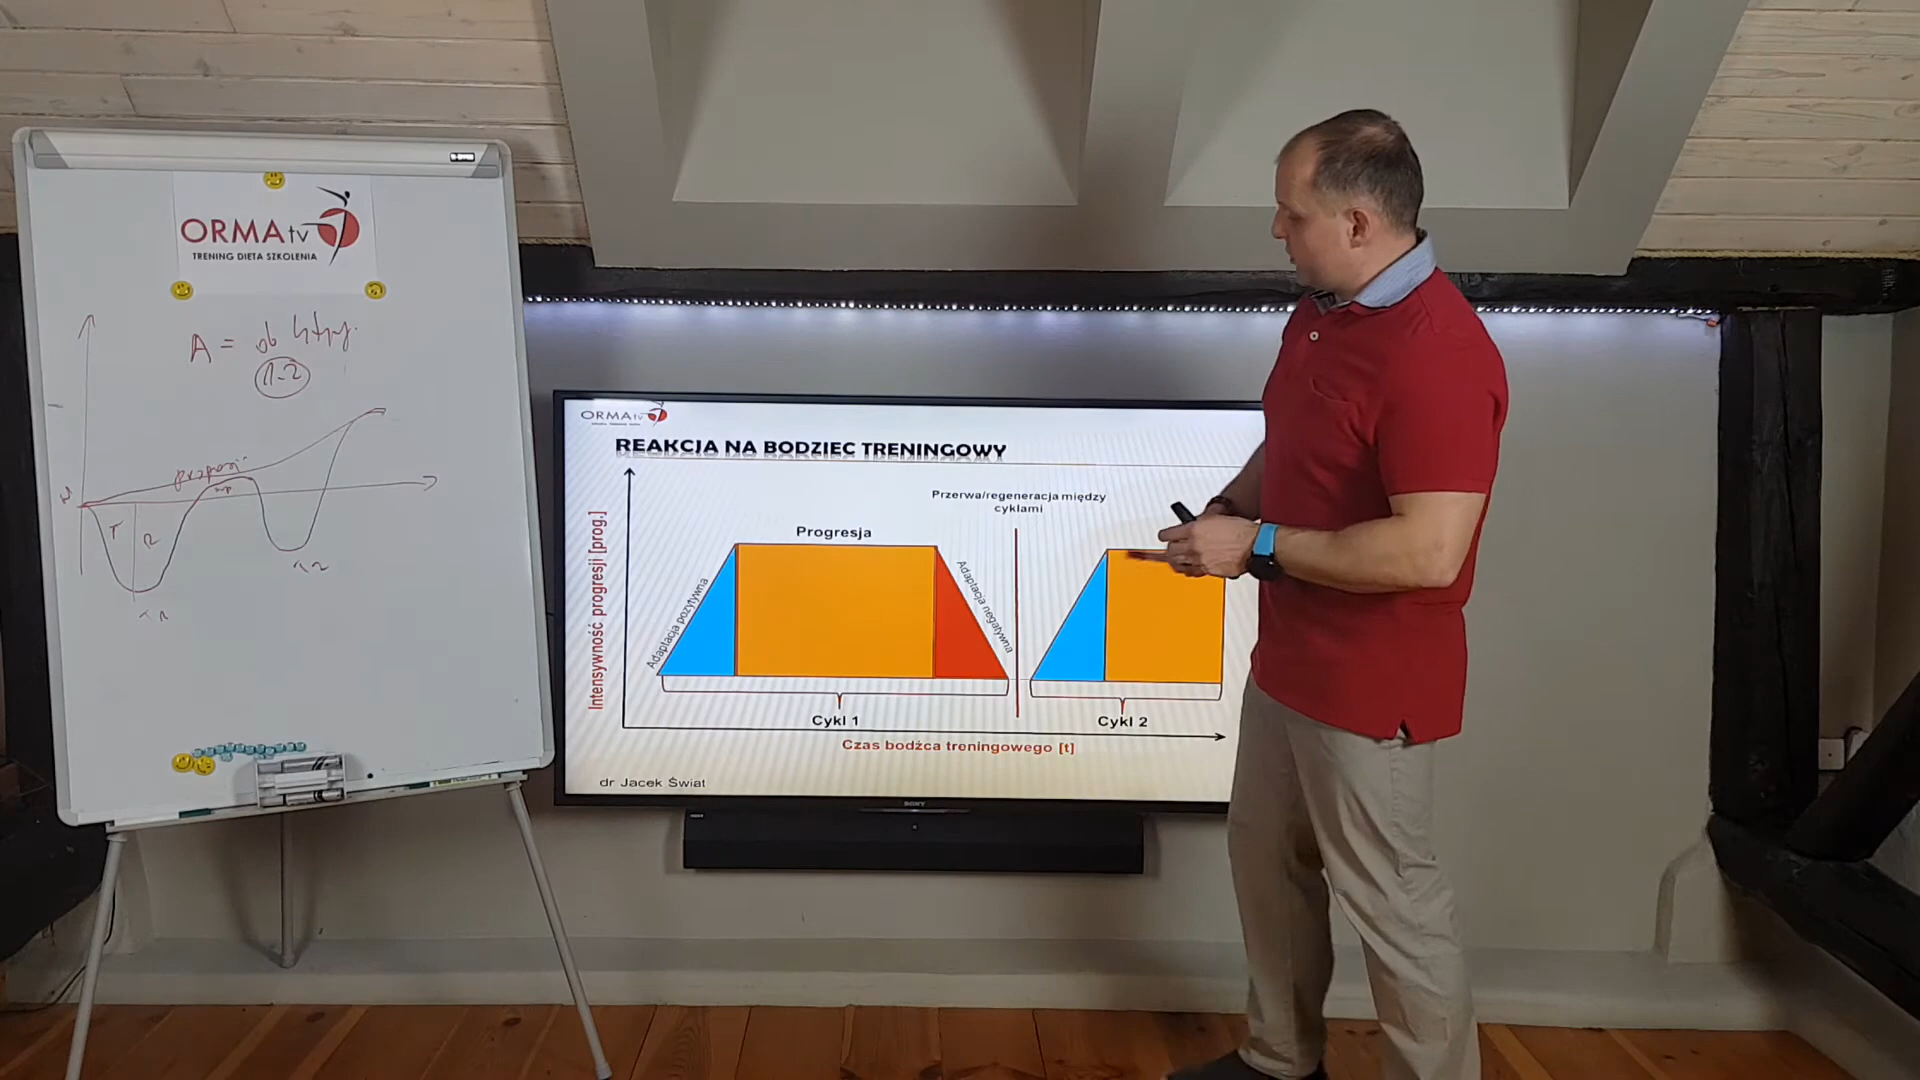 ORMAtv
TRENING DIETA SZKOLENIA
A =
1-2
T
R
ORMAtv
REAKCJA NA BODZIEC TRENINGOWY
Przerwa/regeneracja między
cyklami
Progresja
Intensywność progresji [prog.]
Adaptacja pozytywna
Adaptacja negatywna
Cykl 1
Cykl 2
Czas bodźca treningowego [t]
dr Jacek Świat
SONY